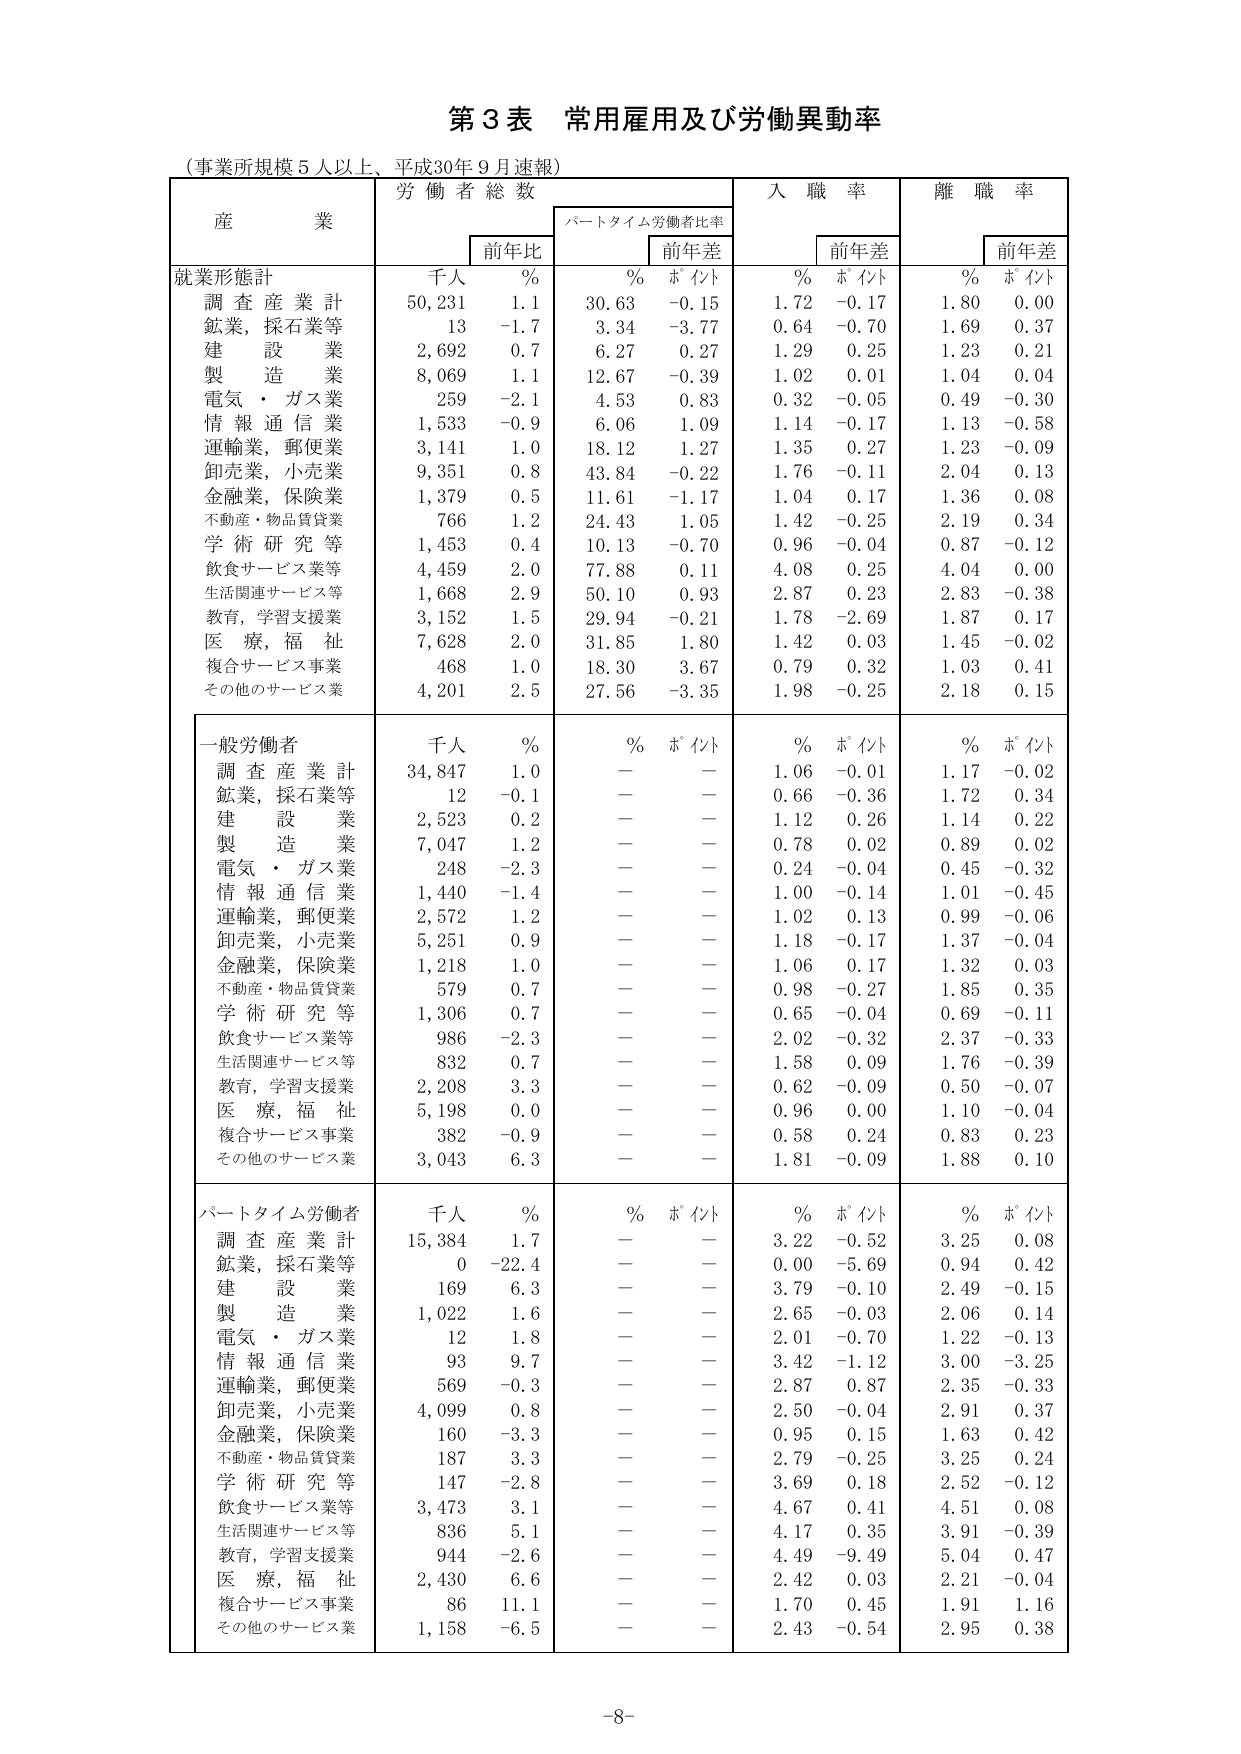 第３表　常用雇用及び労働異動率
（事業所規模５人以上、平成30年９月速報）
産　業　労働者総数　入職率　離職率
パートタイム労働者比率
前年比　前年差　前年差　前年差
就業形態計　千人　％　％　ポイント　％　ポイント　％　ポイント
調査産業計 50,231 1.1 30.63 -0.15 1.72 -0.17 1.80 0.00
鉱業，採石業等 13 -1.7 3.34 -3.77 0.64 -0.70 1.69 0.37
建設業 2,692 0.7 6.27 0.27 1.29 0.25 1.23 0.21
製造業 8,069 1.1 12.67 -0.39 1.02 0.01 1.04 0.04
電気・ガス業 259 -2.1 4.53 0.83 0.32 -0.05 0.49 -0.30
情報通信業 1,533 -0.9 6.06 1.09 1.14 -0.17 1.13 -0.58
運輸業，郵便業 3,141 1.0 18.12 1.27 1.35 0.27 1.23 -0.09
卸売業，小売業 9,351 0.8 43.84 -0.22 1.76 -0.11 2.04 0.13
金融業，保険業 1,379 0.5 11.61 -1.17 1.04 0.17 1.36 0.08
不動産・物品賃貸業 766 1.2 24.43 1.05 1.42 -0.25 2.19 0.34
学術研究等 1,453 0.4 10.13 -0.70 0.96 -0.04 0.87 -0.12
飲食サービス業等 4,459 2.0 77.88 0.11 4.08 0.25 4.04 0.00
生活関連サービス等 1,668 2.9 50.10 0.93 2.87 0.23 2.83 -0.38
教育，学習支援業 3,152 1.5 29.94 -0.21 1.78 -2.69 1.87 0.17
医療，福祉 7,628 2.0 31.85 1.80 1.42 0.03 1.45 -0.02
複合サービス事業 468 1.0 18.30 3.67 0.79 0.32 1.03 0.41
その他のサービス業 4,201 2.5 27.56 -3.35 1.98 -0.25 2.18 0.15
一般労働者　千人　％　％　ポイント　％　ポイント　％　ポイント
調査産業計 34,847 1.0 － － 1.06 -0.01 1.17 -0.02
鉱業，採石業等 12 -0.1 － － 0.66 -0.36 1.72 0.34
建設業 2,523 0.2 － － 1.12 0.26 1.14 0.22
製造業 7,047 1.2 － － 0.78 0.02 0.89 0.02
電気・ガス業 248 -2.3 － － 0.24 -0.04 0.45 -0.32
情報通信業 1,440 -1.4 － － 1.00 -0.14 1.01 -0.45
運輸業，郵便業 2,572 1.2 － － 1.02 0.13 0.99 -0.06
卸売業，小売業 5,251 0.9 － － 1.18 -0.17 1.37 -0.04
金融業，保険業 1,218 1.0 － － 1.06 0.17 1.32 0.03
不動産・物品賃貸業 579 0.7 － － 0.98 -0.27 1.85 0.35
学術研究等 1,306 0.7 － － 0.65 -0.04 0.69 -0.11
飲食サービス業等 986 -2.3 － － 2.02 -0.32 2.37 -0.33
生活関連サービス等 832 0.7 － － 1.58 0.09 1.76 -0.39
教育，学習支援業 2,208 3.3 － － 0.62 -0.09 0.50 -0.07
医療，福祉 5,198 0.0 － － 0.96 0.00 1.10 -0.04
複合サービス事業 382 -0.9 － － 0.58 0.24 0.83 0.23
その他のサービス業 3,043 6.3 － － 1.81 -0.09 1.88 0.10
パートタイム労働者　千人　％　％　ポイント　％　ポイント　％　ポイント
調査産業計 15,384 1.7 － － 3.22 -0.52 3.25 0.08
鉱業，採石業等 0 -22.4 － － 0.00 -5.69 0.94 0.42
建設業 169 6.3 － － 3.79 -0.10 2.49 -0.15
製造業 1,022 1.6 － － 2.65 -0.03 2.06 0.14
電気・ガス業 12 1.8 － － 2.01 -0.70 1.22 -0.13
情報通信業 93 9.7 － － 3.42 -1.12 3.00 -3.25
運輸業，郵便業 569 -0.3 － － 2.87 0.87 2.35 -0.33
卸売業，小売業 4,099 0.8 － － 2.50 -0.04 2.91 0.37
金融業，保険業 160 -3.3 － － 0.95 0.15 1.63 0.42
不動産・物品賃貸業 187 3.3 － － 2.79 -0.25 3.25 0.24
学術研究等 147 -2.8 － － 3.69 0.18 2.52 -0.12
飲食サービス業等 3,473 3.1 － － 4.67 0.41 4.51 0.08
生活関連サービス等 836 5.1 － － 4.17 0.35 3.91 -0.39
教育，学習支援業 944 -2.6 － － 4.49 -9.49 5.04 0.47
医療，福祉 2,430 6.6 － － 2.42 0.03 2.21 -0.04
複合サービス事業 86 11.1 － － 1.70 0.45 1.91 1.16
その他のサービス業 1,158 -6.5 － － 2.43 -0.54 2.95 0.38
-8-